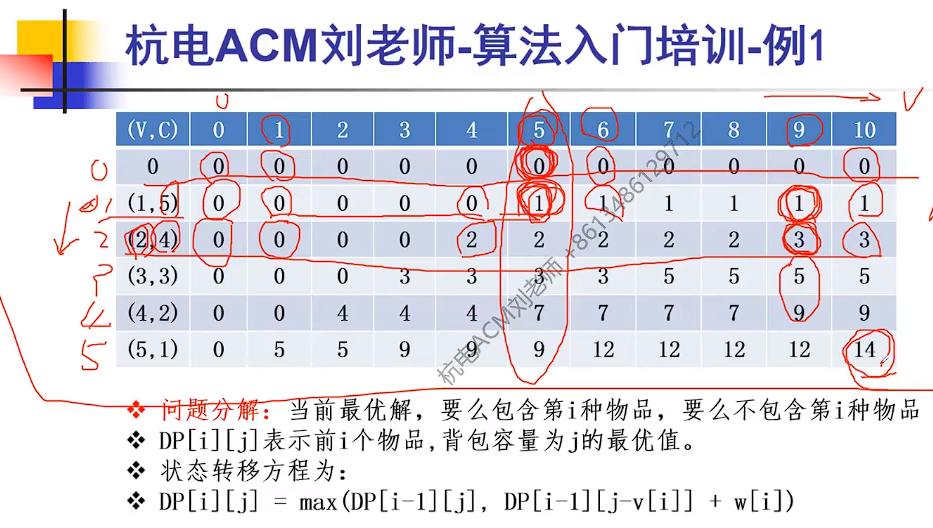 杭电ACM刘老师-算法入门培训-例1
0 V
(V,C) 0 1 2 3 4 5 6 7 8 9 10
0 0 0 0 0 0 0 0 0 0 0 0 0
1 (1,5) 0 0 0 0 0 1 1 1 1 1 1
2 (2,4) 0 0 0 0 2 2 2 2 2 3 3
3 (3,3) 0 0 0 3 3 3 3 5 5 5 5
4 (4,2) 0 0 4 4 4 7 7 7 7 9 9
5 (5,1) 0 5 5 9 9 9 12 12 12 12 14
杭电ACM刘老师 +8613486129712
❖ 问题分解：当前最优解，要么包含第i种物品，要么不包含第i种物品
❖ DP[i][j]表示前i个物品,背包容量为j的最优值。
❖ 状态转移方程为：
❖ DP[i][j] = max(DP[i-1][j], DP[i-1][j-v[i]] + w[i])